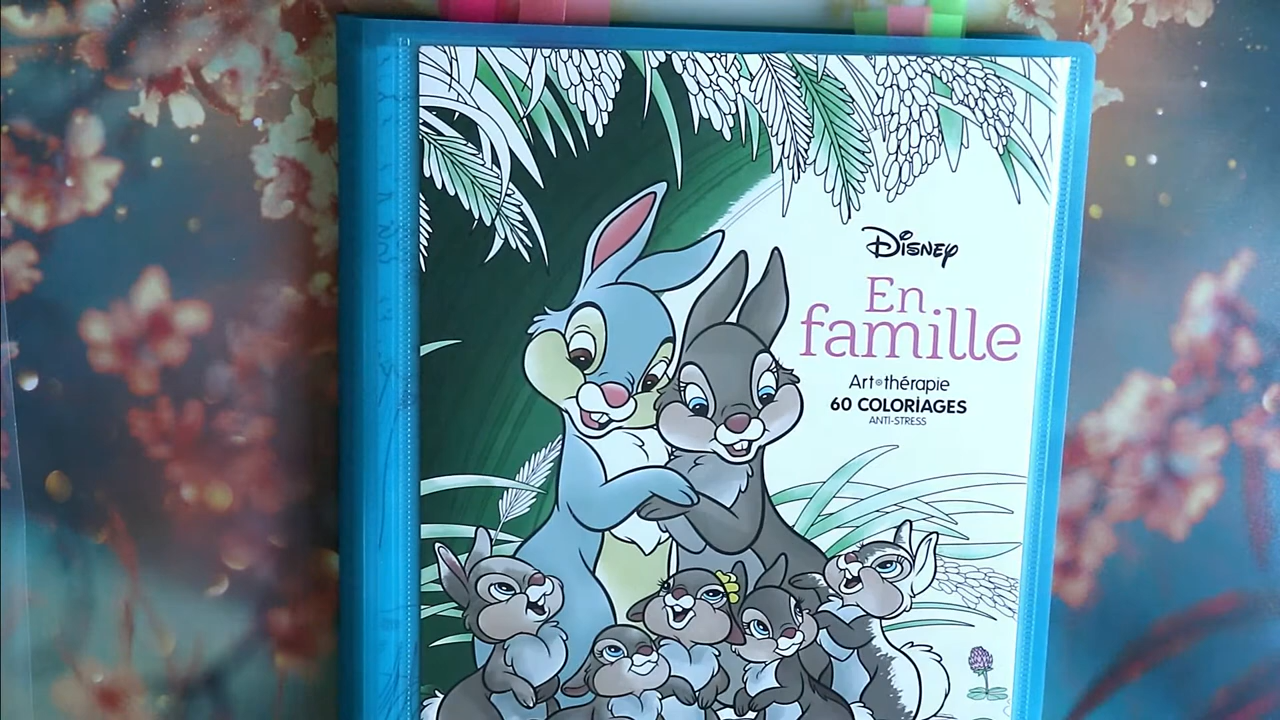 Disney
En
famille
Art•thérapie
60 COLORIAGES
ANTI-STRESS